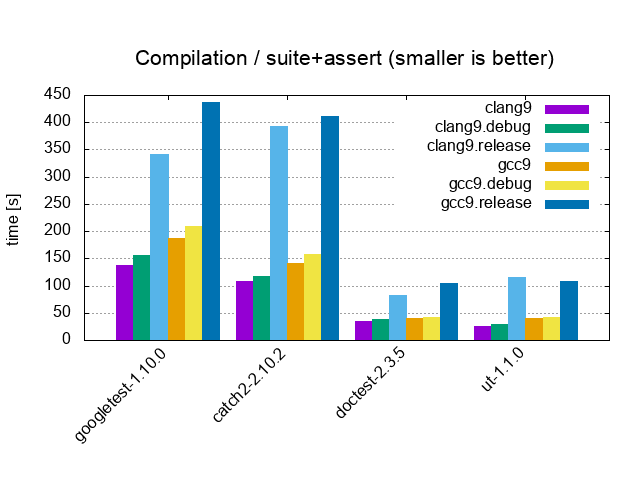 Compilation / suite+assert (smaller is better)
450
400
350
300
250
200
150
100
50
0
time [s]
clang9
clang9.debug
clang9.release
gcc9
gcc9.debug
gcc9.release
googletest-1.10.0
catch2-2.10.2
doctest-2.3.5
ut-1.1.0